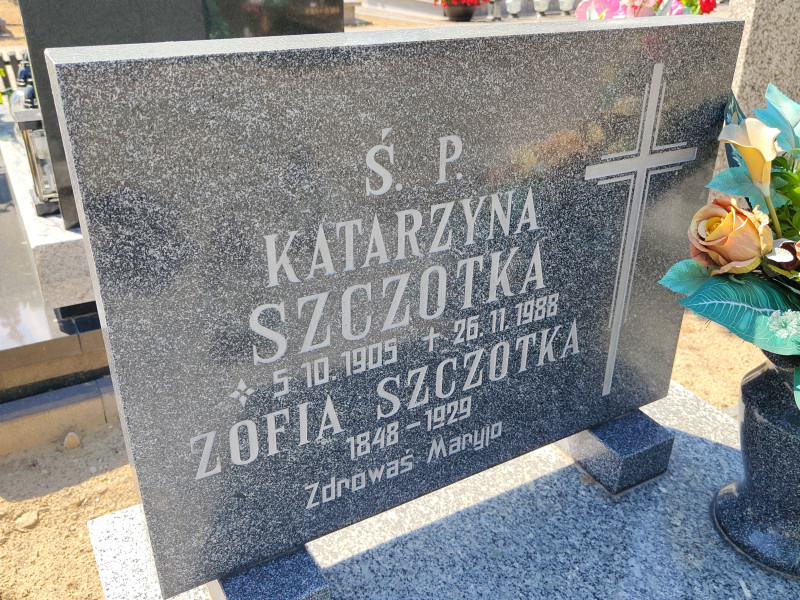 Ś. P.
KATARZYNA
SZCZOTKA
5.10.1905 + 26.11.1988
ZOFIA SZCZOTKA
1848-1929
Zdrowaś Maryjo